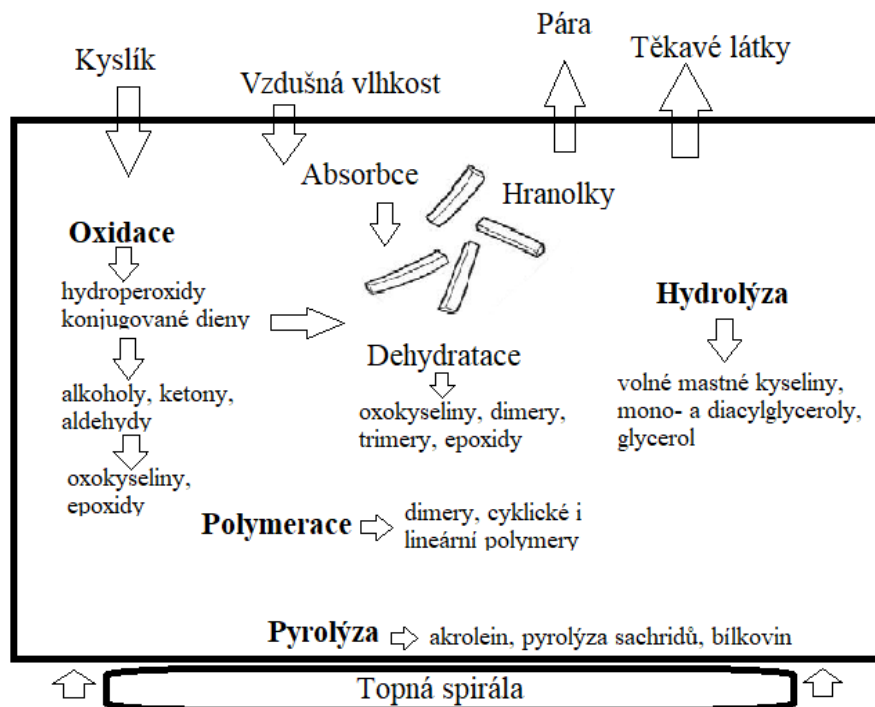 Kyslík
Vzdušná vlhkost
Pára
Těkavé látky
Absorbce
Hranolky
Oxidace
hydroperoxidy
konjugované dieny
alkoholy, ketony,
aldehydy
oxokyseliny,
epoxidy
Dehydratace
oxokyseliny, dimery,
trimery, epoxidy
Hydrolýza
volné mastné kyseliny,
mono- a diacylglyceroly,
glycerol
Polymerace
dimery, cyklické i
lineární polymery
Pyrolýza
akrolein, pyrolýza sacharidů, bílkovin
Topná spirála